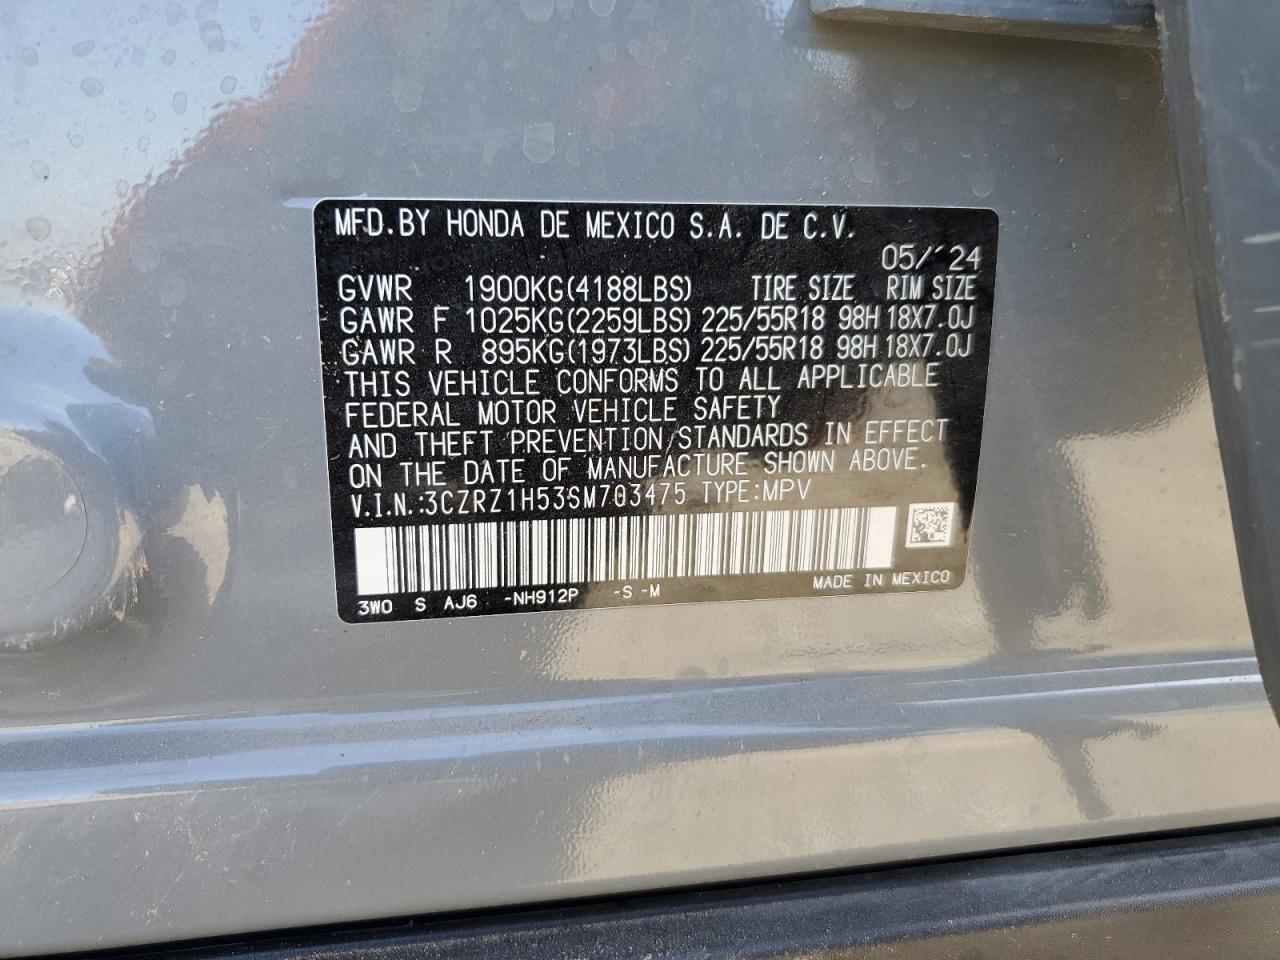 MFD.BY HONDA DE MEXICO S.A. DE C.V.
05/'24
GVWR 1900KG(4188LBS) TIRE SIZE RIM SIZE
GAWR F 1025KG(2259LBS) 225/55R18 98H 18X7.0J
GAWR R 895KG(1973LBS) 225/55R18 98H 18X7.0J
THIS VEHICLE CONFORMS TO ALL APPLICABLE
FEDERAL MOTOR VEHICLE SAFETY
AND THEFT PREVENTION STANDARDS IN EFFECT
ON THE DATE OF MANUFACTURE SHOWN ABOVE.
V.I.N.:3CZRZ1H53SM703475 TYPE:MPV
MADE IN MEXICO
3W0 S AJ6 -NH912P -S -M